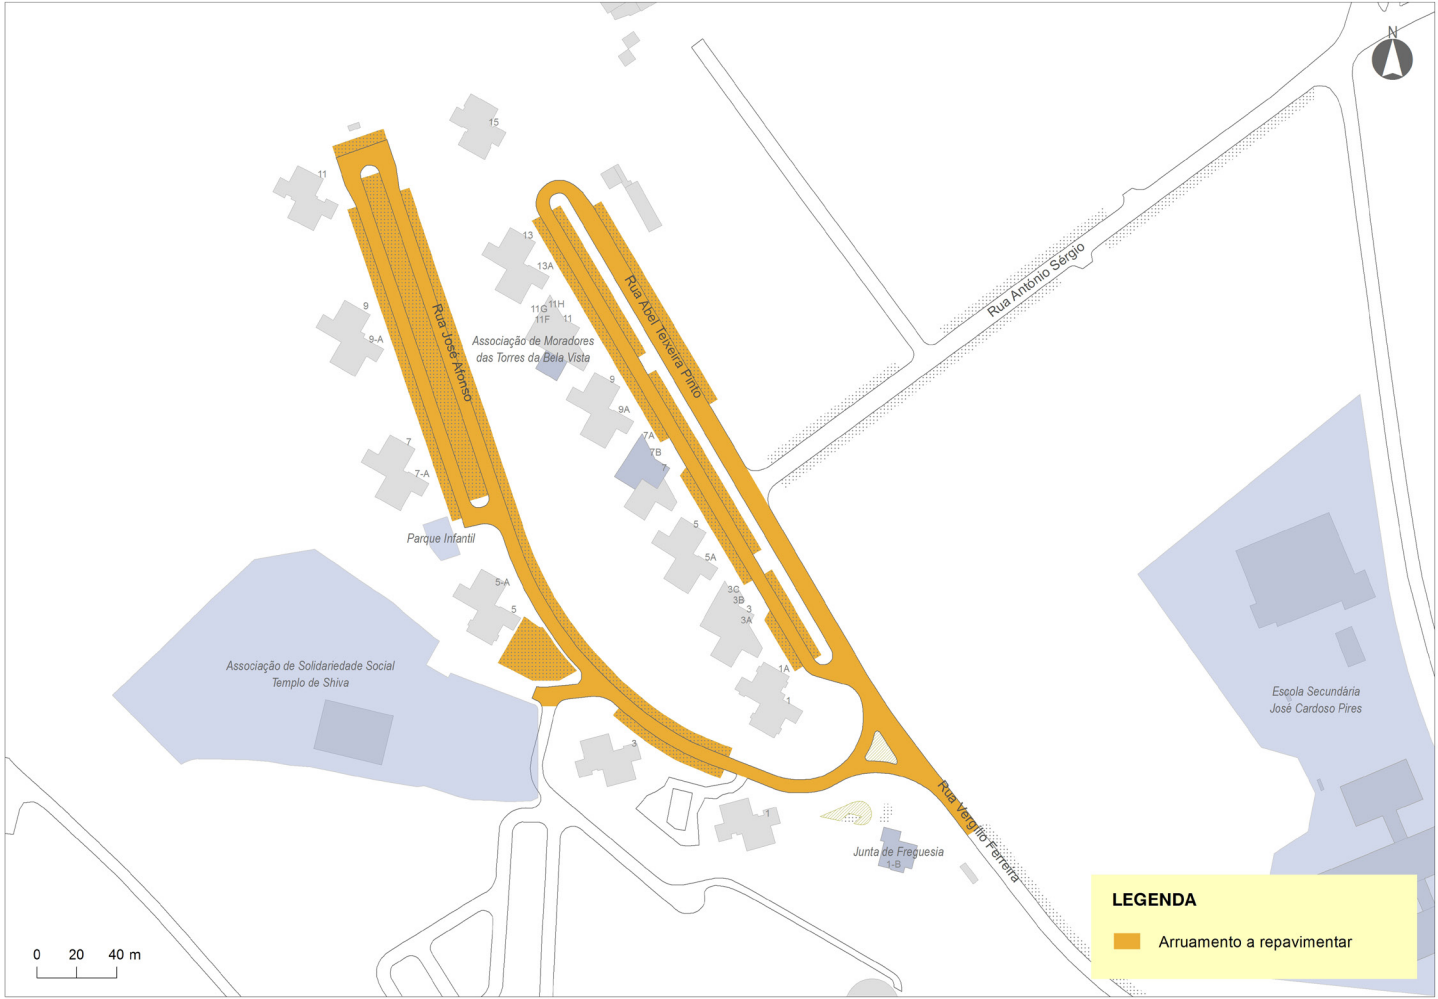 N
15
11
13
13A
11G
11H
11F
11
9
9-A
Rua José Afonso
Associação de Moradores
das Torres da Bela Vista
Rua Abel Teixeira Pinto
Rua António Sérgio
9
9A
7A
7B
7
7
7-A
Parque Infantil
5
5A
5-A
5
3C
3B
3
3A
1A
1
Associação de Solidariedade Social
Templo de Shiva
Escola Secundária
José Cardoso Pires
3
1
Rua Vergílio Ferreira
Junta de Freguesia
1-B
LEGENDA
Arruamento a repavimentar
0 20 40 m